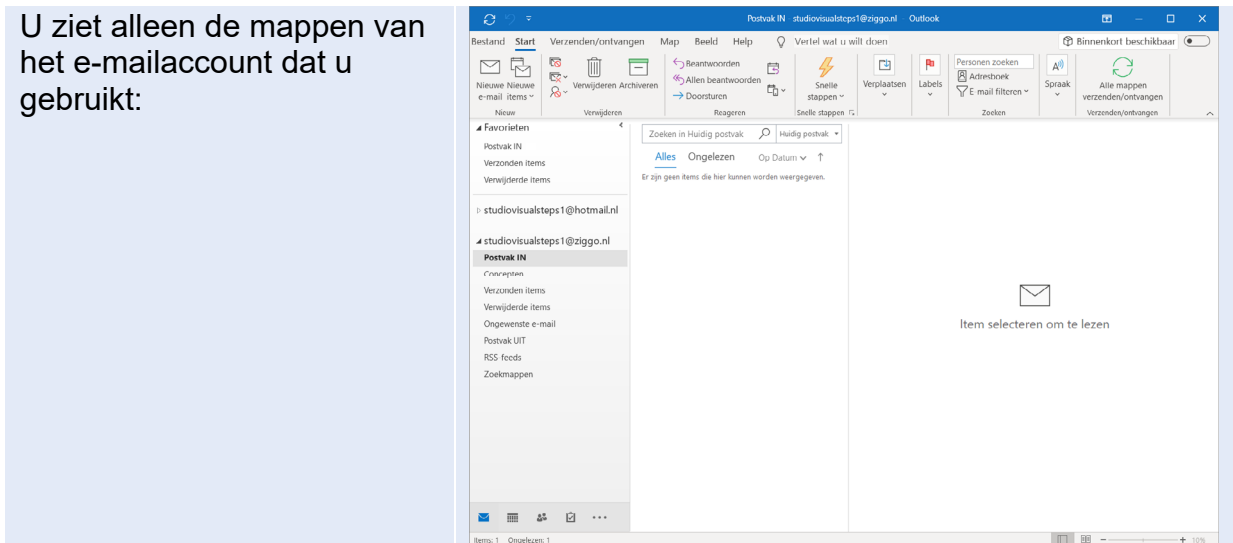 U ziet alleen de mappen van
het e-mailaccount dat u
gebruikt:
Postvak IN - studiovisualsteps1@ziggo.nl - Outlook
Bestand Start Verzenden/ontvangen Map Beeld Help Vertel wat u wilt doen Binnenkort beschikbaar
Nieuwe e-mail
Nieuwe items
Verwijderen Archiveren
Beantwoorden
Allen beantwoorden
Doorsturen
Snelle stappen
Verplaatsen
Labels
Personen zoeken
Adresboek
E-mail filteren
Spraak
Alle mappen
verzenden/ontvangen
Nieuw Verwijderen Reageren Snelle stappen Zoeken Verzenden/ontvangen
Favorieten
Postvak IN
Verzonden items
Verwijderde items
studiovisualsteps1@hotmail.nl
studiovisualsteps1@ziggo.nl
Postvak IN
Concepten
Verzonden items
Verwijderde items
Ongewenste e-mail
Postvak UIT
RSS-feeds
Zoekmappen
Zoeken in Huidig postvak Huidig postvak
Alles Ongelezen Op Datum
Er zijn geen items die hier kunnen worden weergegeven.
Item selecteren om te lezen
Items: 1 Ongelezen: 1
10%